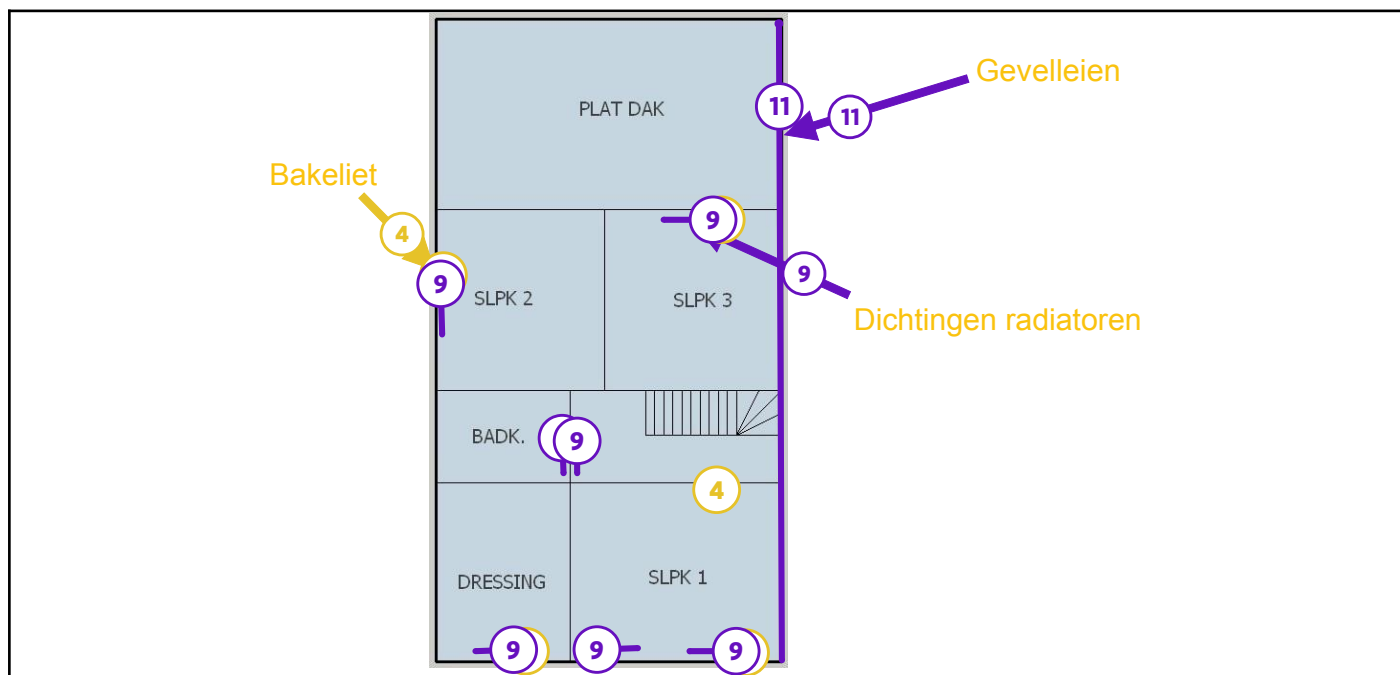 Gevelleien
11
11
PLAT DAK
Bakeliet
4
9
9
9
SLPK 2
SLPK 3
Dichtingen radiatoren
BADK.
9
4
DRESSING
SLPK 1
9
9
9